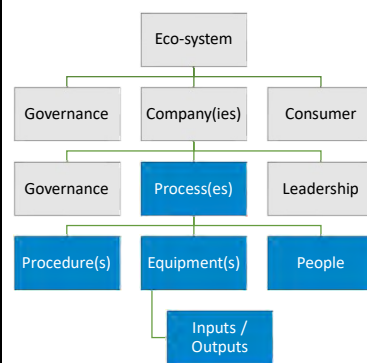 Eco-system
Governance
Company(ies)
Consumer
Governance
Process(es)
Leadership
Procedure(s)
Equipment(s)
People
Inputs /
Outputs